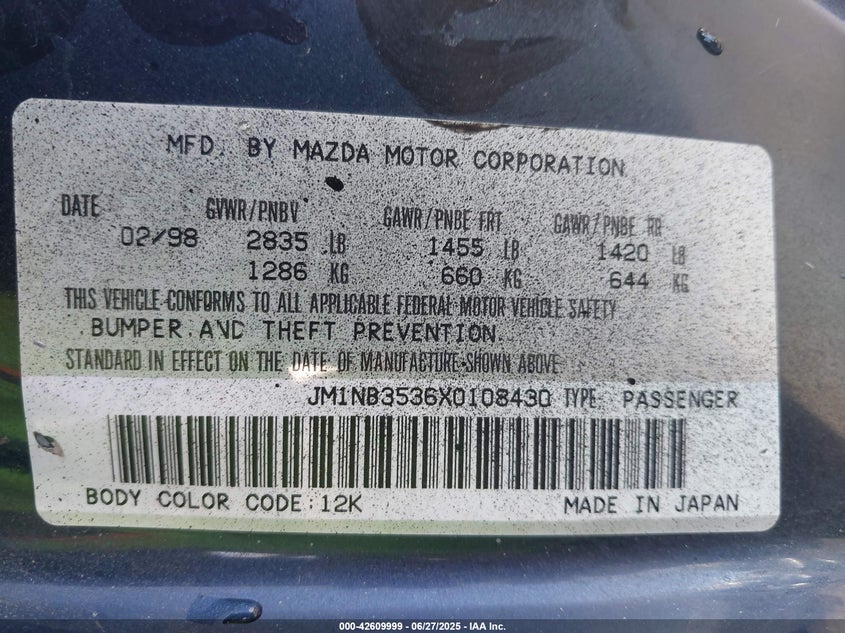 MFD. BY MAZDA MOTOR CORPORATION
DATE GVWR/PNBV GAWR/PNBE FRT GAWR/PNBE RR
02/98 2835 LB 1455 LB 1420 LB
1286 KG 660 KG 644 KG
THIS VEHICLE CONFORMS TO ALL APPLICABLE FEDERAL MOTOR VEHICLE SAFETY
BUMPER AND THEFT PREVENTION
STANDARD IN EFFECT ON THE DATE OF MANUFACTURE SHOWN ABOVE
JM1NB3536X0108430 TYPE: PASSENGER
BODY COLOR CODE:12K MADE IN JAPAN
000-42609999 / 06/27/2025 - IAA Inc.